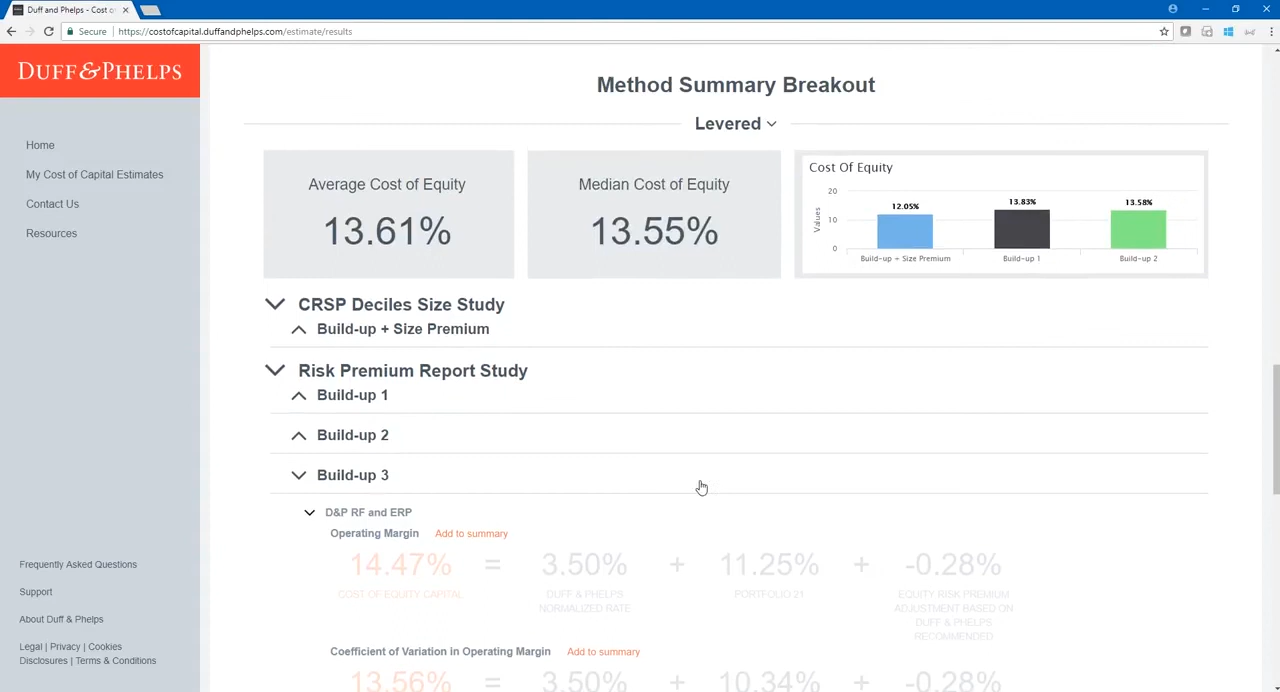 Duff and Phelps - Cost o
Secure https://costofcapital.duffandphelps.com/estimate/results
DUFF & PHELPS
Home
My Cost of Capital Estimates
Contact Us
Resources
Frequently Asked Questions
Support
About Duff & Phelps
Legal | Privacy | Cookies
Disclosures | Terms & Conditions
Method Summary Breakout
Levered
Average Cost of Equity
13.61%
Median Cost of Equity
13.55%
Cost Of Equity
Values
20
10
0
12.05%
13.83%
13.58%
Build-up + Size Premium
Build-up 1
Build-up 2
CRSP Deciles Size Study
Build-up + Size Premium
Risk Premium Report Study
Build-up 1
Build-up 2
Build-up 3
D&P RF and ERP
Operating Margin Add to summary
14.47% = 3.50% + 11.25% + -0.28%
COST OF EQUITY CAPITAL
DUFF & PHELPS
NORMALIZED RATE
PORTFOLIO 21
EQUITY RISK PREMIUM
ADJUSTMENT BASED ON
DUFF & PHELPS
RECOMMENDED
Coefficient of Variation in Operating Margin Add to summary
13.56% = 3.50% + 10.34% + -0.28%